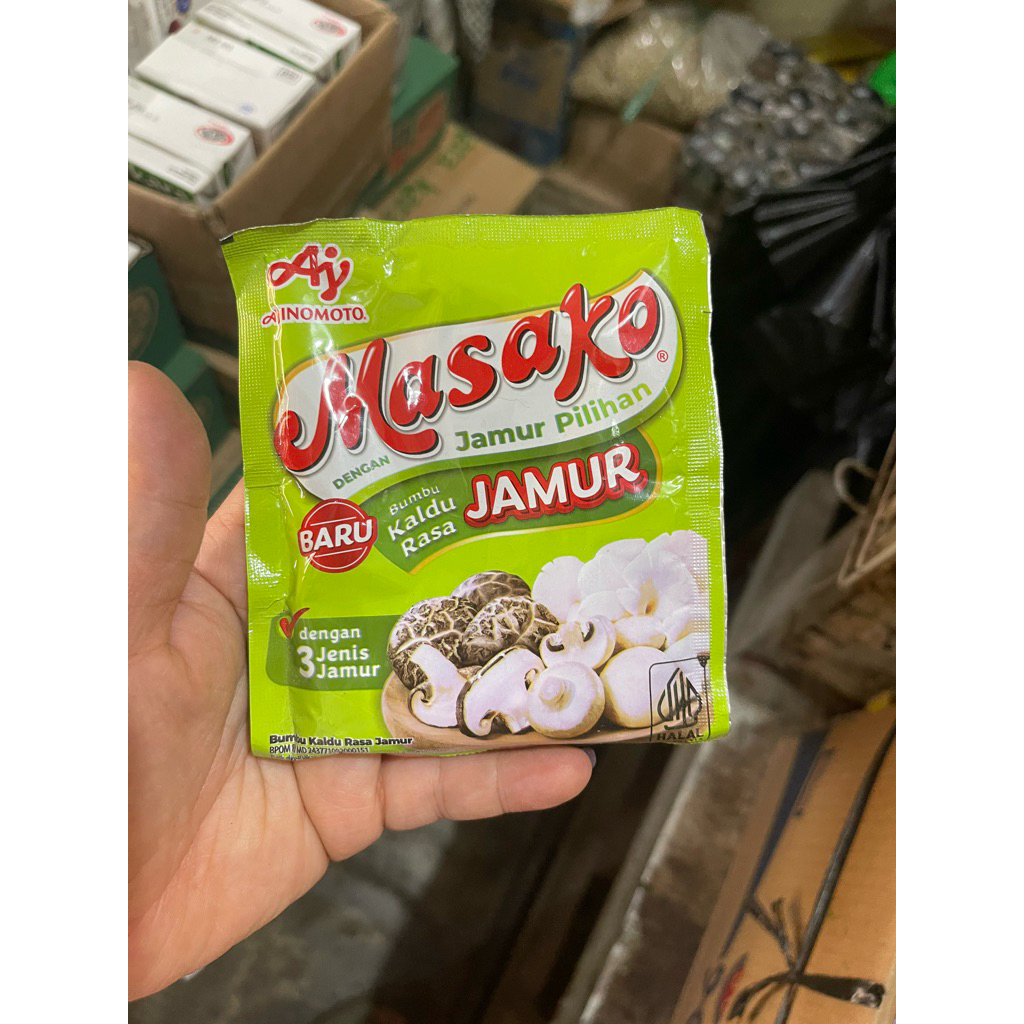 Aj
AJINOMOTO®
Masako®
DENGAN Jamur Pilihan
BARU
Bumbu
Kaldu
Rasa
JAMUR
dengan
3 Jenis
Jamur
HALAL
Bumbu Kaldu Rasa Jamur